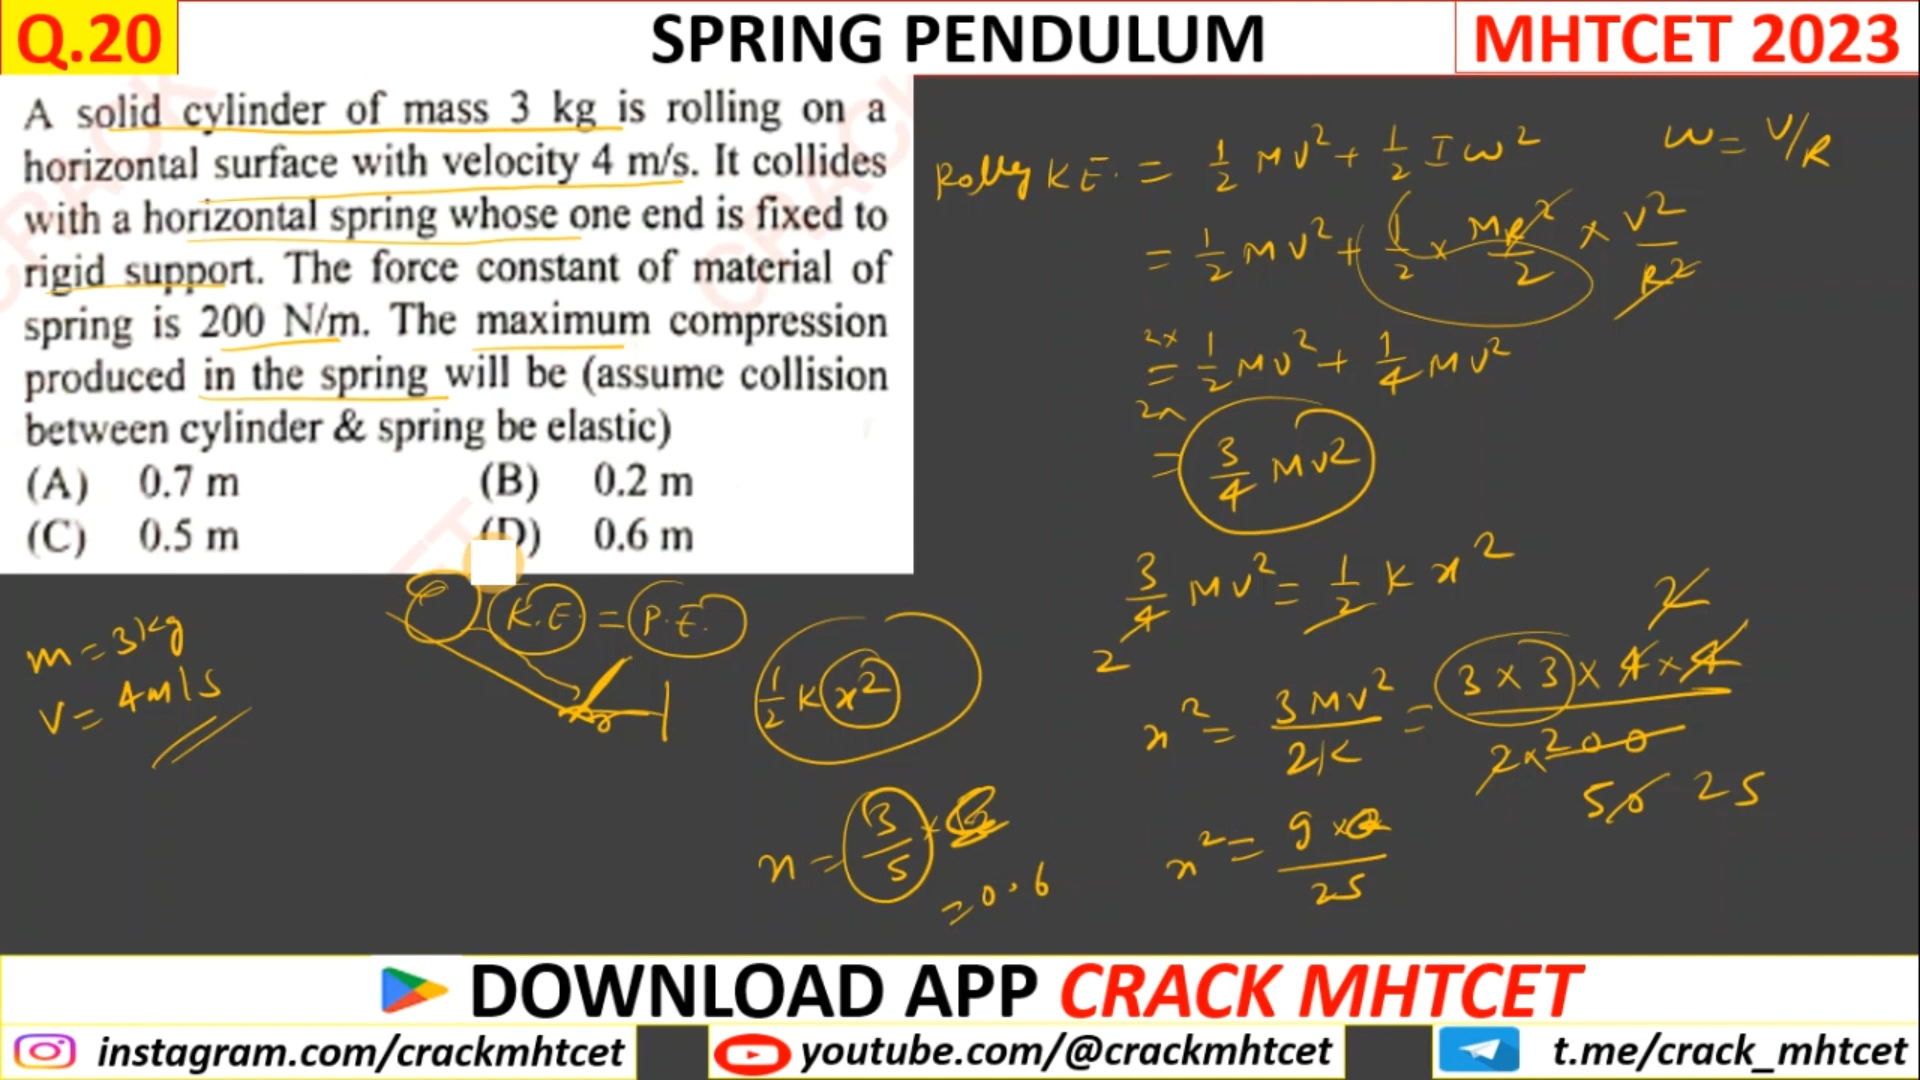 Q.20
SPRING PENDULUM
MHTCET 2023
A solid cylinder of mass 3 kg is rolling on a
horizontal surface with velocity 4 m/s. It collides
with a horizontal spring whose one end is fixed to
rigid support. The force constant of material of
spring is 200 N/m. The maximum compression
produced in the spring will be (assume collision
between cylinder & spring be elastic)
(A) 0.7 m (B) 0.2 m
(C) 0.5 m (D) 0.6 m
m = 3kg
v = 4m/s
K.E. = P.E.
1/2 K x²
K.E. = 1/2 Mv² + 1/2 Iω² ω = V/R
= 1/2 Mv² + 1/2 × MR²/2 × V²/R²
= 1/2 Mv² + 1/4 Mv²
= 3/4 Mv²
3/4 Mv² = 1/2 K x²
x² = 3Mv²/2K = 3×3×4×4/2×200
50 25
x² = 9×2/25
x = 3/5
= 0.6
DOWNLOAD APP CRACK MHTCET
instagram.com/crackmhtcet
youtube.com/@crackmhtcet
t.me/crack_mhtcet